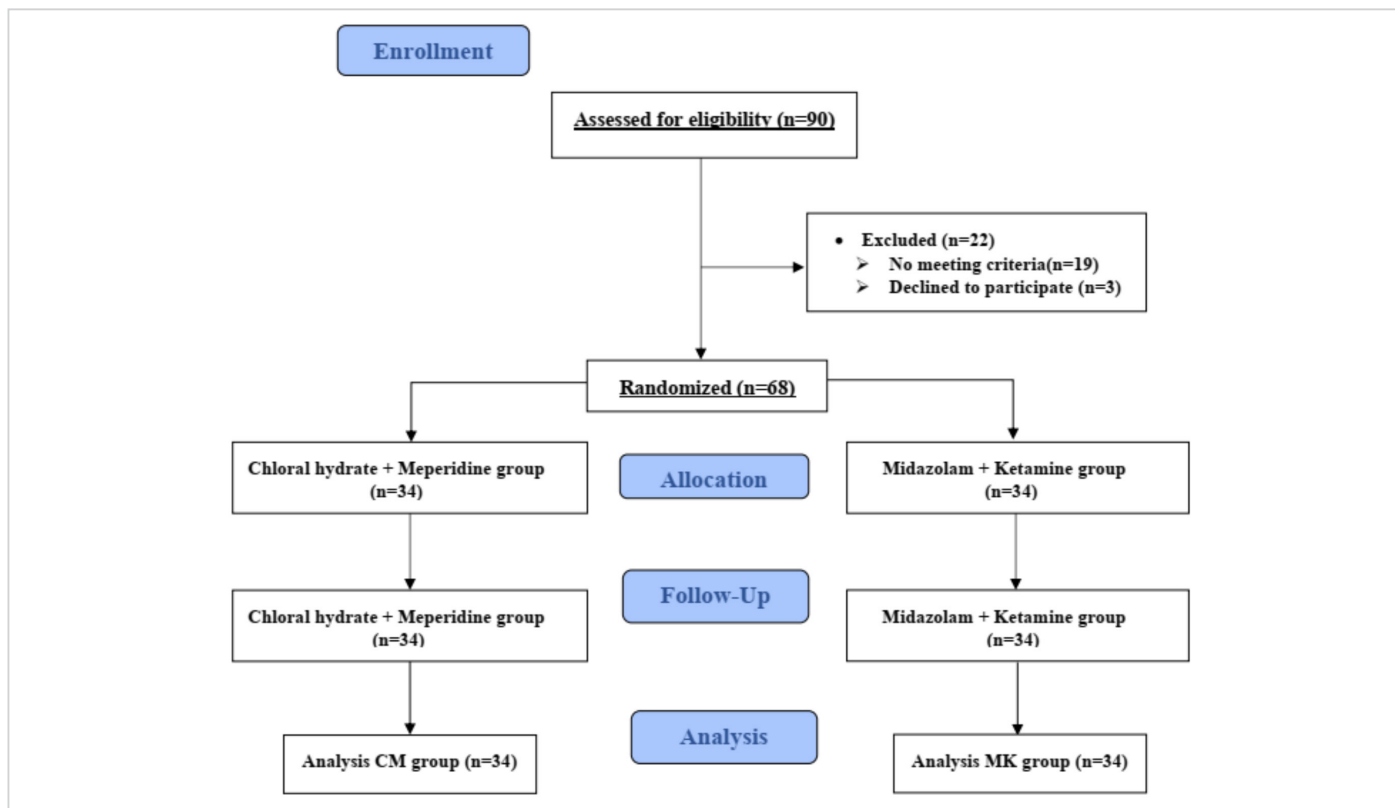 Enrollment
Assessed for eligibility (n=90)
• Excluded (n=22)
➢ No meeting criteria(n=19)
➢ Declined to participate (n=3)
Randomized (n=68)
Chloral hydrate + Meperidine group
(n=34)
Allocation
Midazolam + Ketamine group
(n=34)
Chloral hydrate + Meperidine group
(n=34)
Follow-Up
Midazolam + Ketamine group
(n=34)
Analysis CM group (n=34)
Analysis
Analysis MK group (n=34)